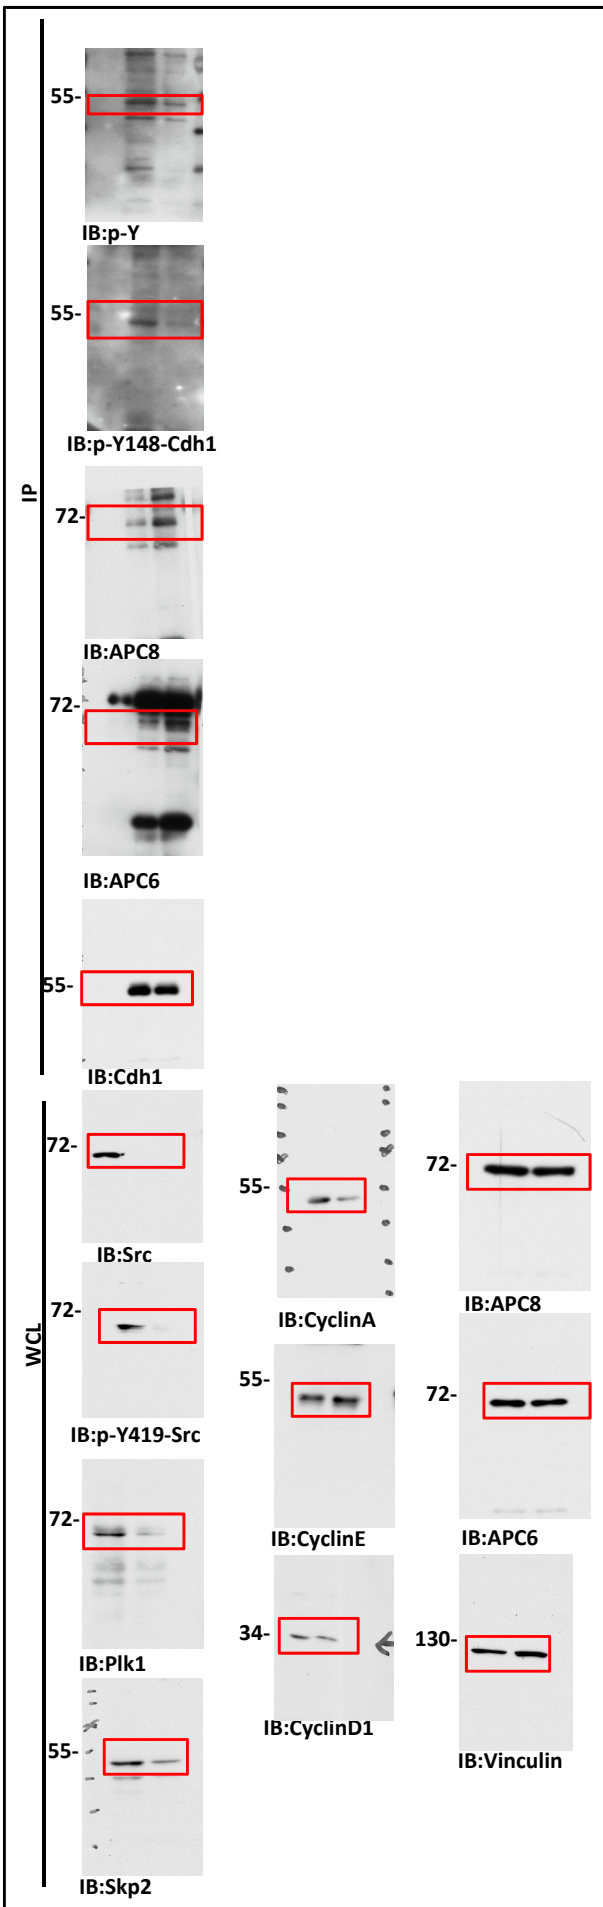 IP
55-
IB:p-Y
55-
IB:p-Y148-Cdh1
72-
IB:APC8
72-
IB:APC6
55-
IB:Cdh1
WCL
72-
IB:Src
72-
IB:p-Y419-Src
72-
IB:Plk1
55-
IB:Skp2
55-
IB:CyclinA
55-
IB:CyclinE
34-
IB:CyclinD1
72-
IB:APC8
72-
IB:APC6
130-
IB:Vinculin